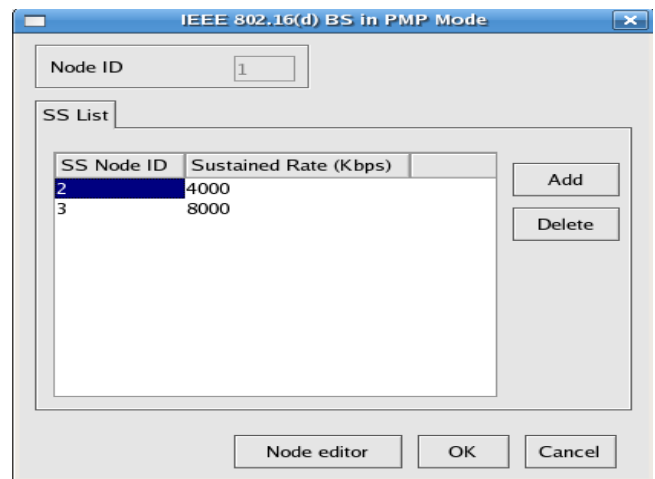 IEEE 802.16(d) BS in PMP Mode
Node ID 1
SS List
SS Node ID Sustained Rate (Kbps)
2 4000
3 8000
Add
Delete
Node editor OK Cancel